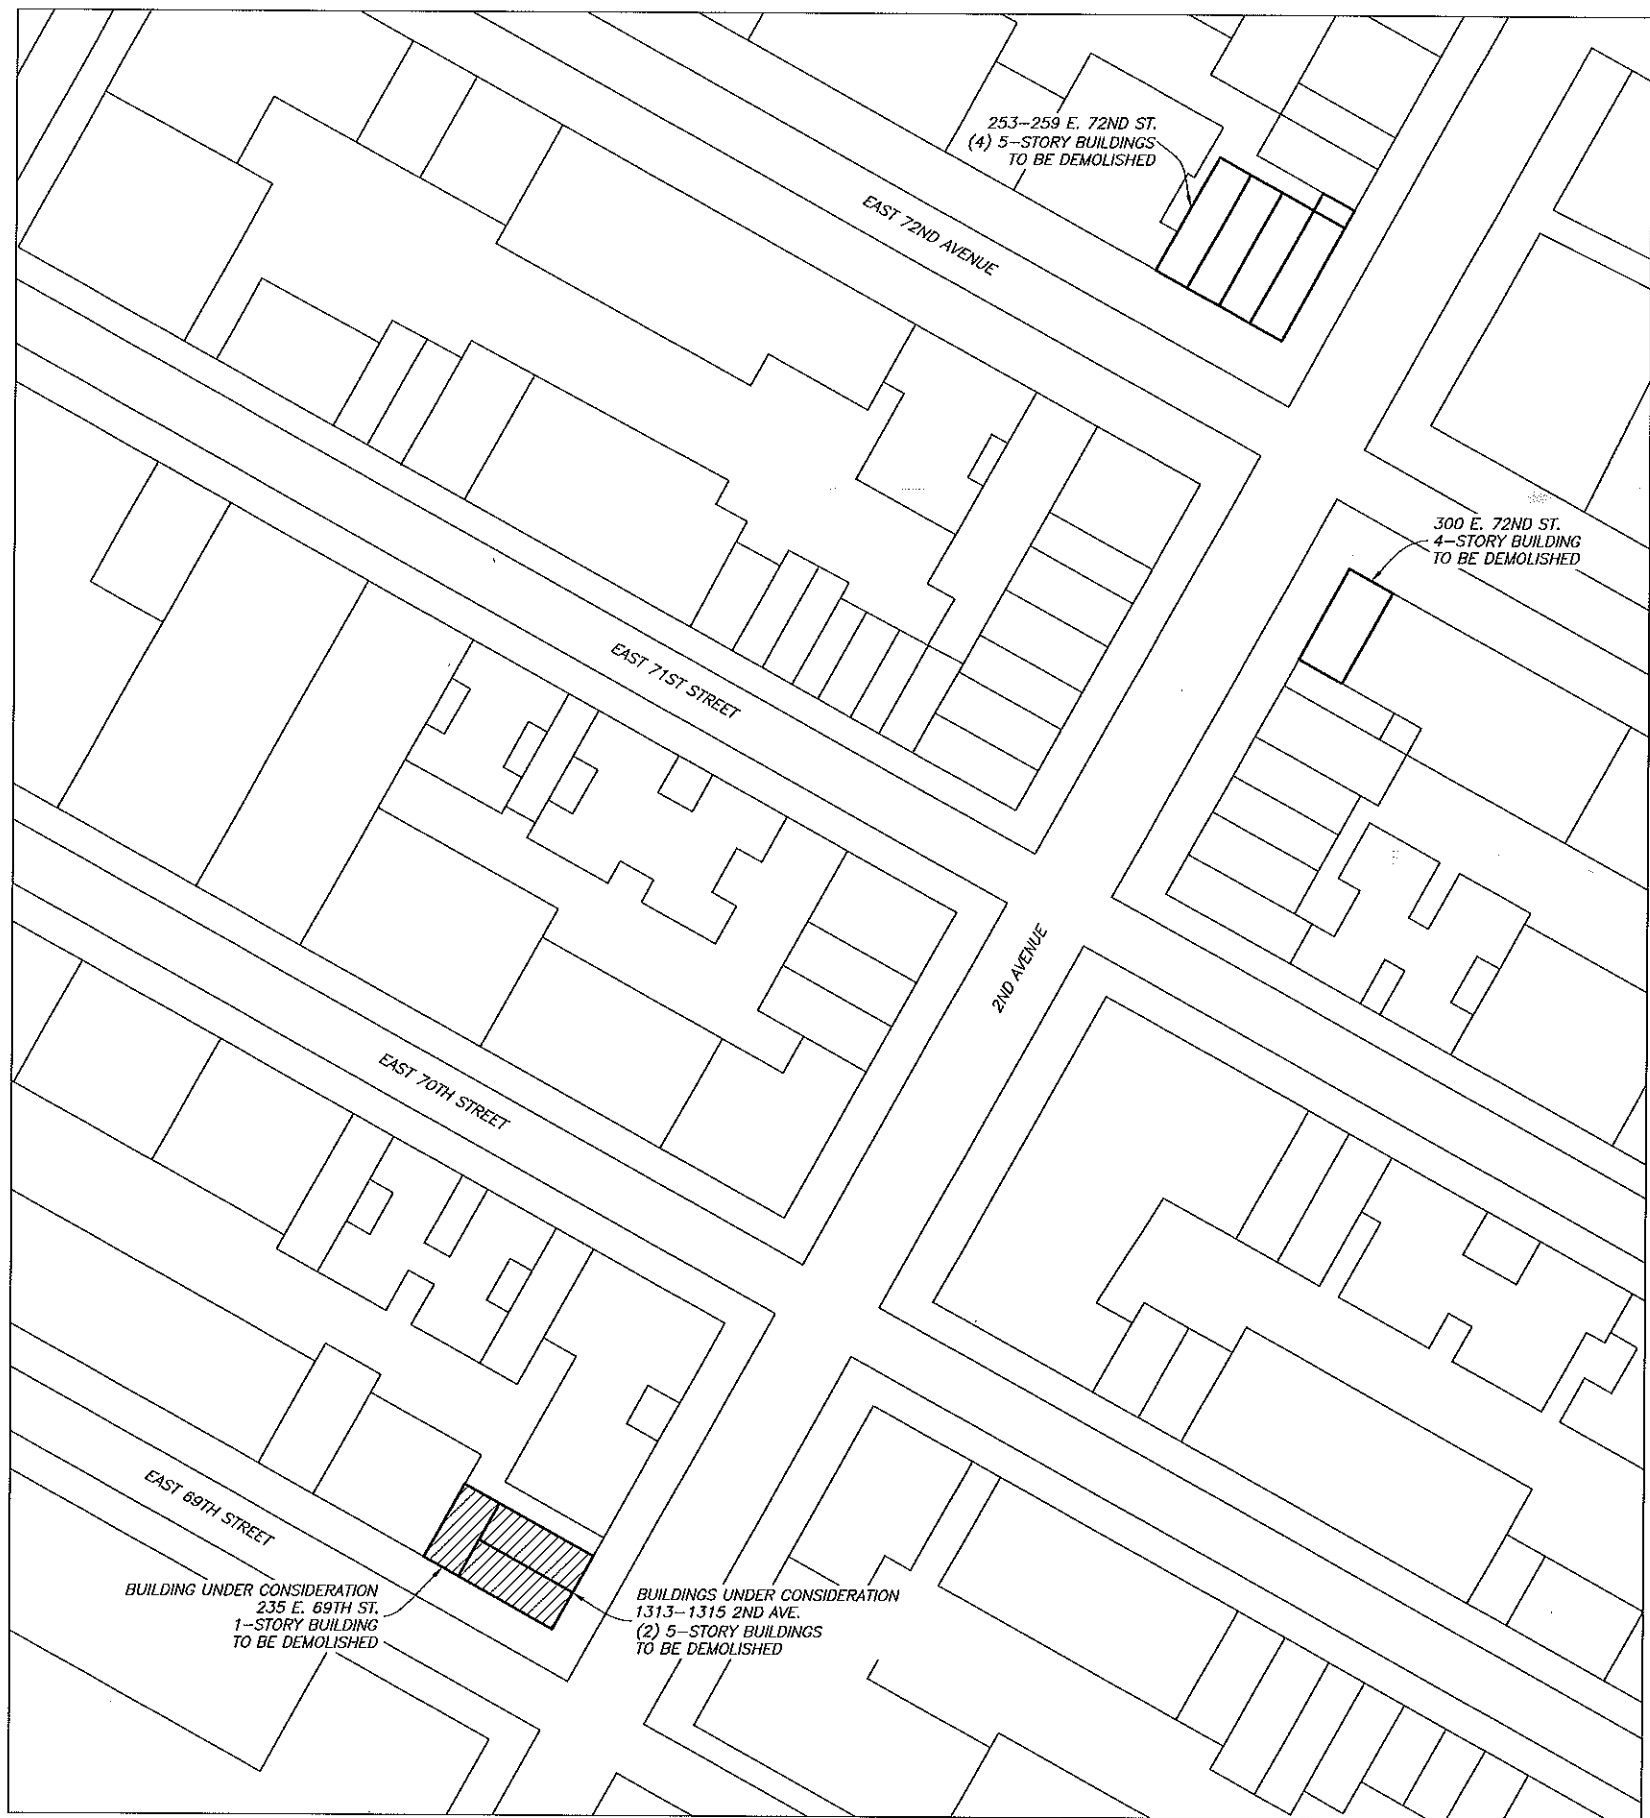 253-259 E. 72ND ST.
(4) 5-STORY BUILDINGS
TO BE DEMOLISHED
EAST 72ND AVENUE
300 E. 72ND ST.
4-STORY BUILDING
TO BE DEMOLISHED
EAST 71ST STREET
2ND AVENUE
EAST 70TH STREET
EAST 69TH STREET
BUILDING UNDER CONSIDERATION
235 E. 69TH ST.
1-STORY BUILDING
TO BE DEMOLISHED
BUILDINGS UNDER CONSIDERATION
1313-1315 2ND AVE.
(2) 5-STORY BUILDINGS
TO BE DEMOLISHED